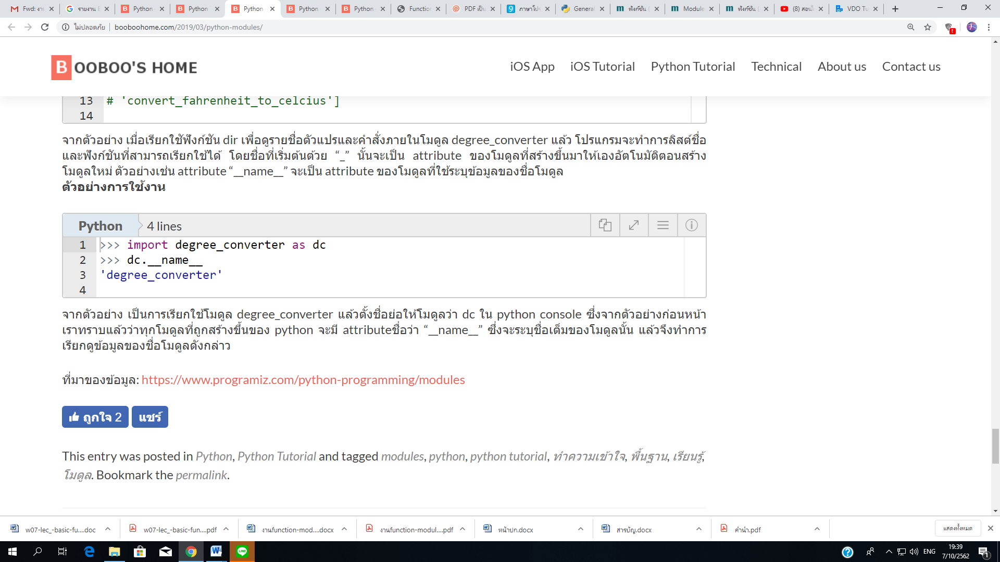 Fwd: งาน
รายงาน E
Python
Python
Python
Python
Python
Function
PDF เป็น
ภาษาโปร
General
ฟังก์ชัน (
Module
ฟังก์ชัน (
(8) สอน
VDO Tu
ไม่ปลอดภัย | booboohome.com/2019/03/python-modules/
BOOBOO'S HOME
iOS App iOS Tutorial Python Tutorial Technical About us Contact us
13 # 'convert_fahrenheit_to_celcius']
14
จากตัวอย่าง เมื่อเรียกใช้ฟังก์ชัน dir เพื่อดูรายชื่อตัวแปรและคำสั่งภายในโมดูล degree_converter แล้ว โปรแกรมจะทำการลิสต์ชื่อ
และฟังก์ชันที่สามารถเรียกใช้ได้ โดยชื่อที่เริ่มต้นด้วย “_” นั้นจะเป็น attribute ของโมดูลที่สร้างขึ้นมาให้เองอัตโนมัติตอนสร้าง
โมดูลใหม่ ตัวอย่างเช่น attribute “__name__” จะเป็น attribute ของโมดูลที่ใช้ระบุข้อมูลของชื่อโมดูล
ตัวอย่างการใช้งาน
Python 4 lines
1 >>> import degree_converter as dc
2 >>> dc.__name__
3 'degree_converter'
4
จากตัวอย่าง เป็นการเรียกใช้โมดูล degree_converter แล้วตั้งชื่อย่อให้โมดูลว่า dc ใน python console ซึ่งจากตัวอย่างก่อนหน้า
เราทราบแล้วว่าทุกโมดูลที่ถูกสร้างขึ้นของ python จะมี attributeชื่อว่า “__name__” ซึ่งจะระบุชื่อเต็มของโมดูลนั้น แล้วจึงทำการ
เรียกดูข้อมูลของชื่อโมดูลดังกล่าว
ที่มาของข้อมูล: https://www.programiz.com/python-programming/modules
ถูกใจ 2 แชร์
This entry was posted in Python, Python Tutorial and tagged modules, python, python tutorial, ทำความเข้าใจ, พื้นฐาน, เรียนรู้,
โมดูล. Bookmark the permalink.
w07-lec_-basic-fu....doc
w07-lec_-basic-fun....pdf
งานfunction-mod....docx
งานfunction-modul....pdf
หน้าปก.docx
สารบัญ.docx
คำนำ.pdf
แสดงทั้งหมด
LINE
ENG
19:39
7/10/2562
1